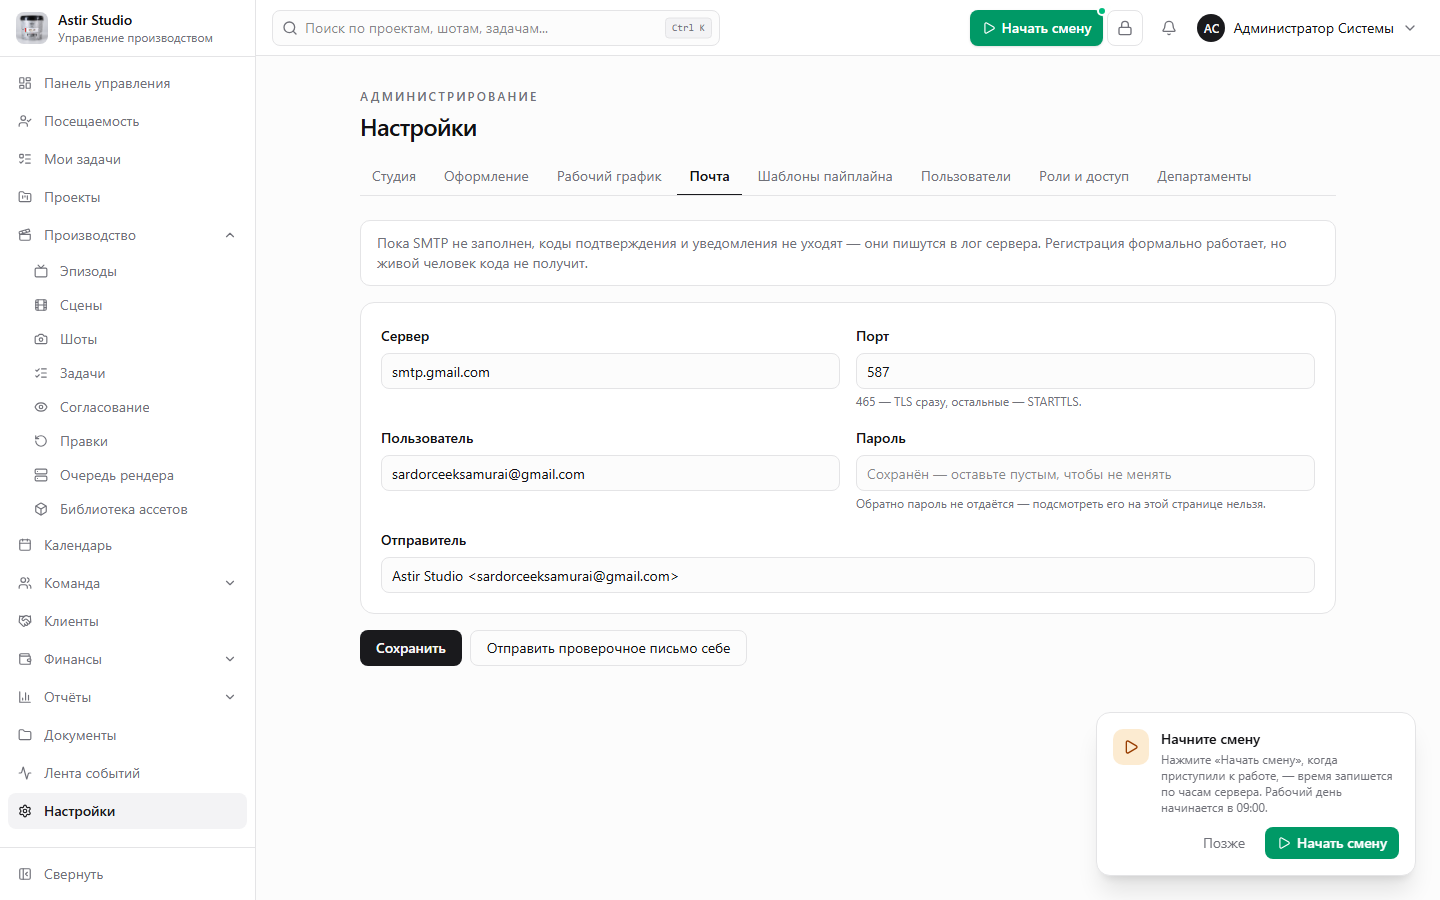 Astir Studio
Управление производством
Поиск по проектам, шотам, задачам...
Ctrl K
Начать смену
АС
Администратор Системы
Панель управления
Посещаемость
Мои задачи
Проекты
Производство
Эпизоды
Сцены
Шоты
Задачи
Согласование
Правки
Очередь рендера
Библиотека ассетов
Календарь
Команда
Клиенты
Финансы
Отчёты
Документы
Лента событий
Настройки
Свернуть
АДМИНИСТРИРОВАНИЕ
Настройки
Студия
Оформление
Рабочий график
Почта
Шаблоны пайплайна
Пользователи
Роли и доступ
Департаменты
Пока SMTP не заполнен, коды подтверждения и уведомления не уходят — они пишутся в лог сервера. Регистрация формально работает, но
живой человек кода не получит.
Сервер
smtp.gmail.com
Порт
587
465 — TLS сразу, остальные — STARTTLS.
Пользователь
sardorceeksamurai@gmail.com
Пароль
Сохранён — оставьте пустым, чтобы не менять
Обратно пароль не отдаётся — подсмотреть его на этой странице нельзя.
Отправитель
Astir Studio <sardorceeksamurai@gmail.com>
Сохранить
Отправить проверочное письмо себе
Начните смену
Нажмите «Начать смену», когда
приступили к работе, — время запишется
по часам сервера. Рабочий день
начинается в 09:00.
Позже
Начать смену